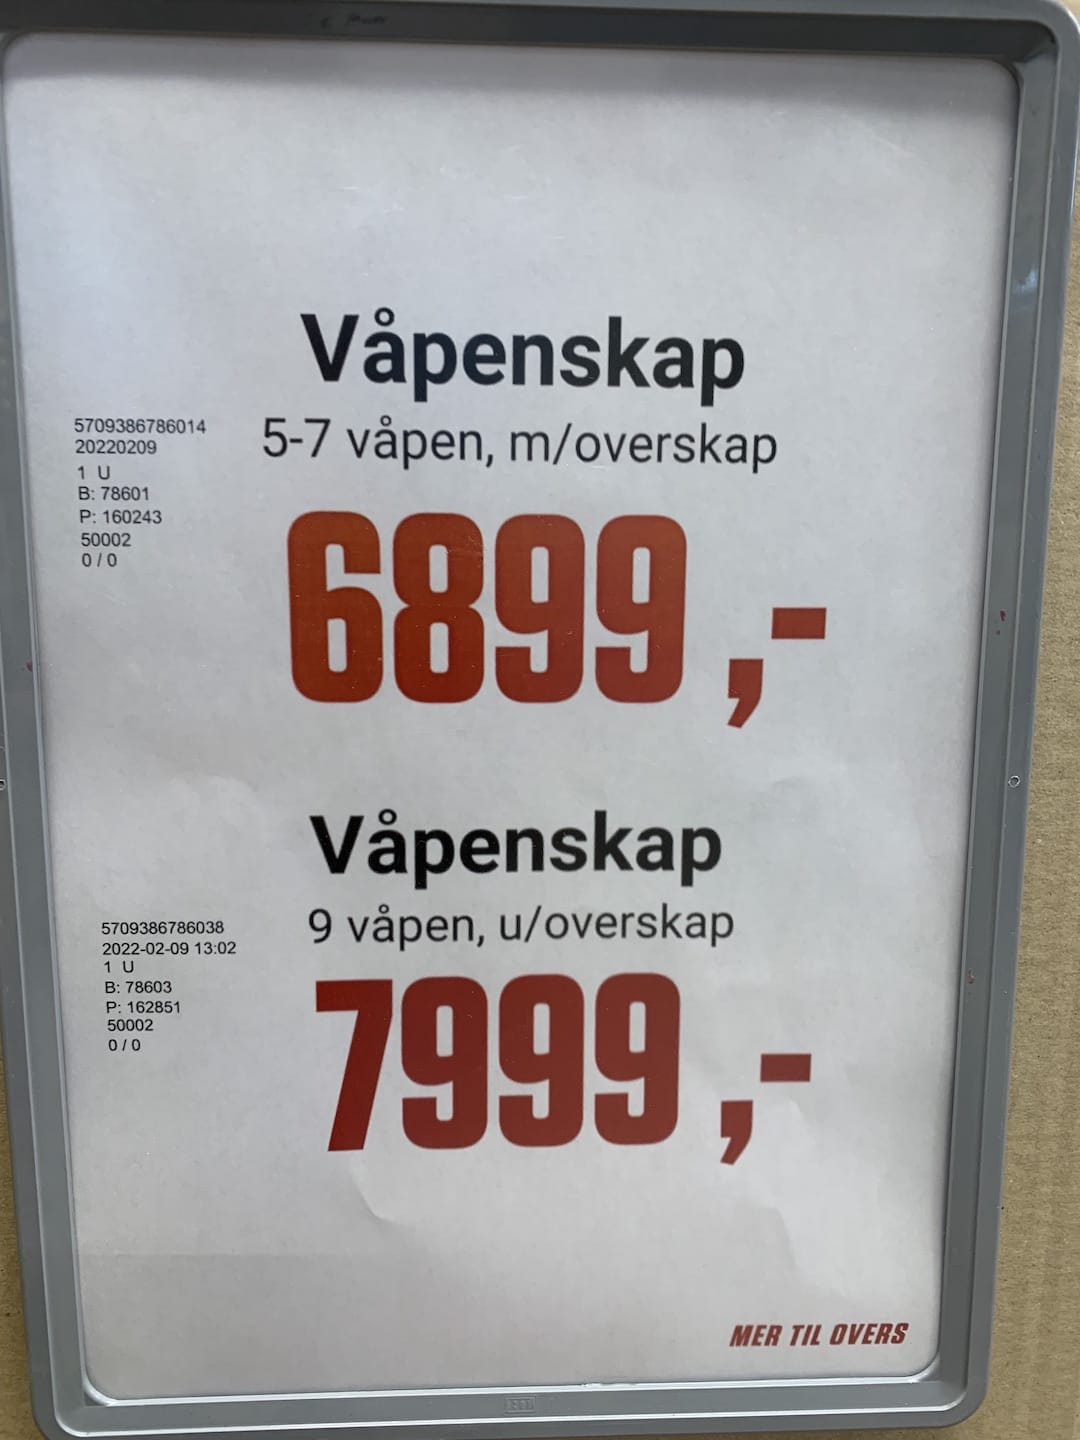 Våpenskap
5-7 våpen, m/overskap
5709386786014
20220209
1 U
B: 78601
P: 160243
50002
0 / 0
6899,-
Våpenskap
9 våpen, u/overskap
5709386786038
2022-02-09 13:02
1 U
B: 78603
P: 162851
50002
0 / 0
7999,-
MER TIL OVERS